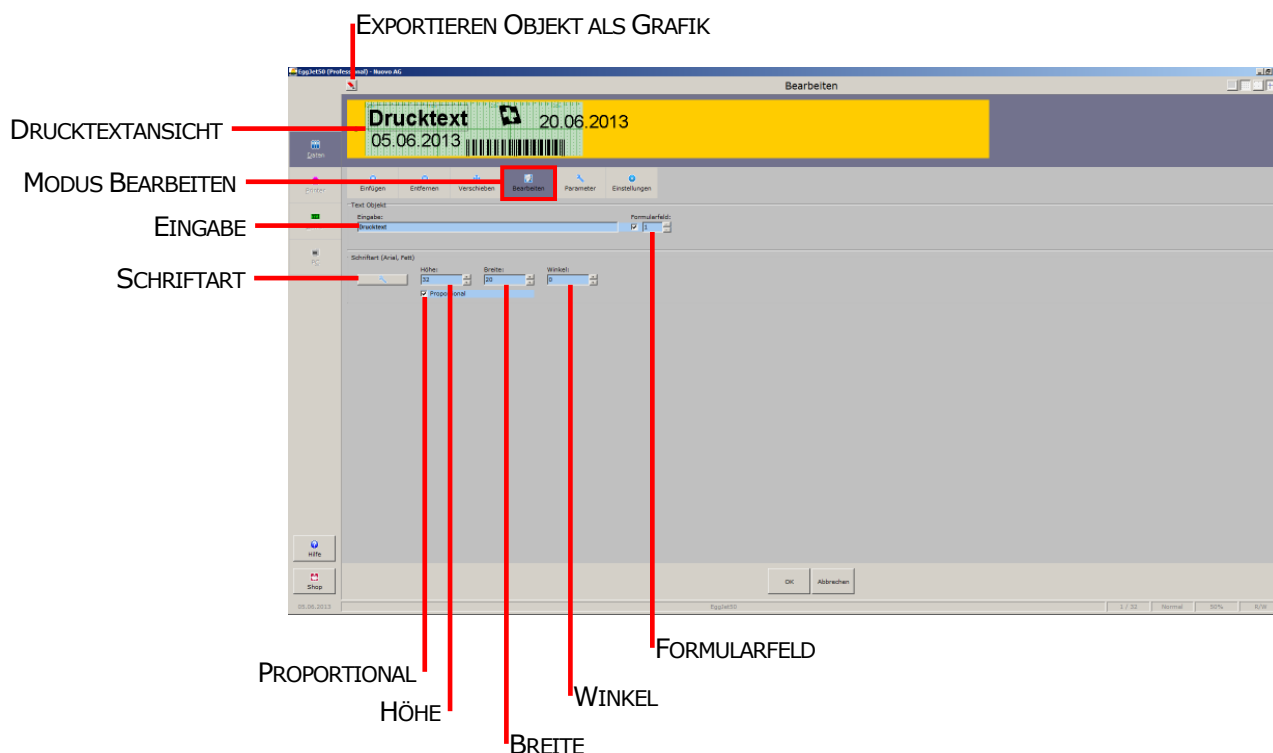 EXPORTIEREN OBJEKT ALS GRAFIK
EggJet50 (Professional) - Nuovo AG
Bearbeiten
Drucktext
20.06.2013
05.06.2013
DRUCKTEXTANSICHT
Daten
MODUS BEARBEITEN
Printer
Einfügen Entfernen Verschieben Bearbeiten Parameter Einstellungen
Text Objekt
Eingabe: Formularfeld:
EINGABE
Drucktext 1
PC
Schriftart (Arial, Fett)
Höhe: Breite: Winkel:
SCHRIFTART
32 20 0
Proportional
Hilfe
Shop
OK Abbrechen
05.06.2013 EggJet50 1 / 32 Normal 50% R/W
FORMULARFELD
PROPORTIONAL
WINKEL
HÖHE
BREITE